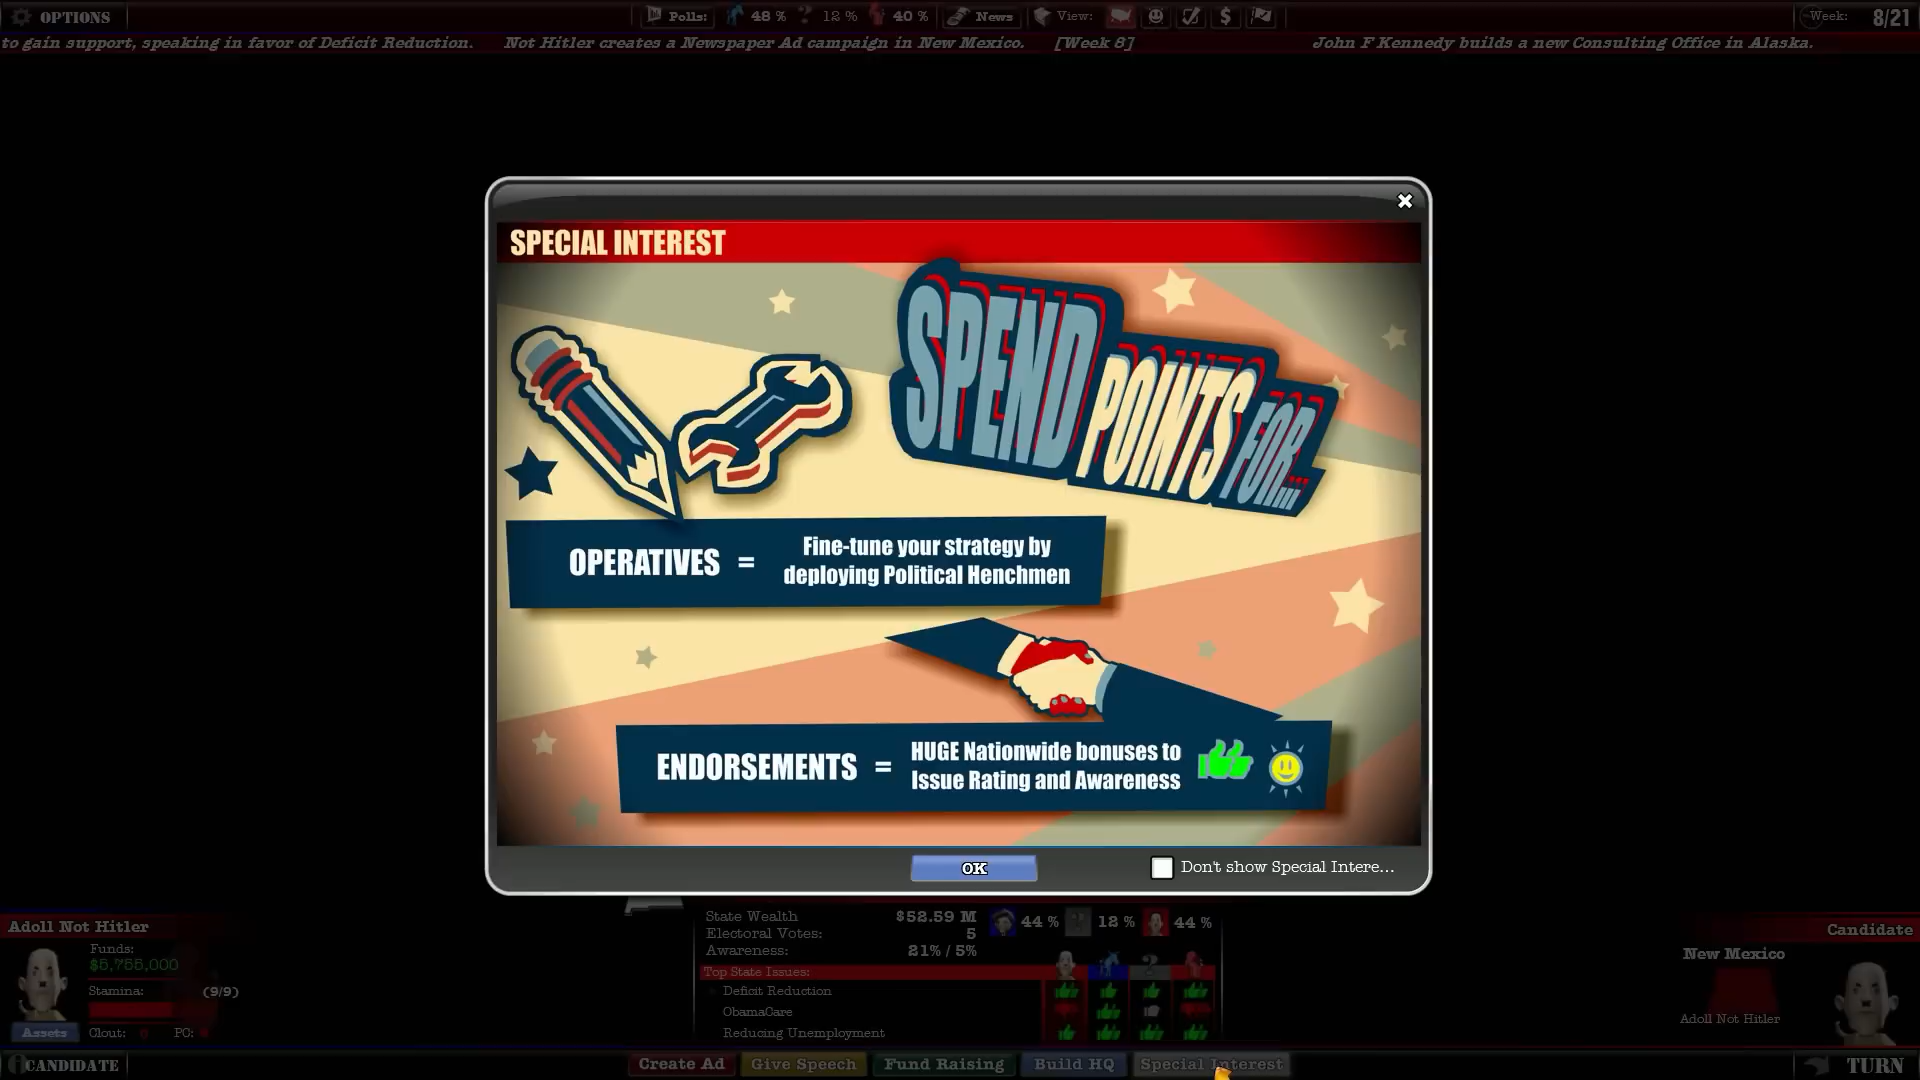 OPTIONS
Polls: 48 % 12 % 40 % News View: Week: 8/21
to gain support, speaking in favor of Deficit Reduction. Not Hitler creates a Newspaper Ad campaign in New Mexico. [Week 8] John F Kennedy builds a new Consulting Office in Alaska.
SPECIAL INTEREST
SPEND POINTS FOR...
OPERATIVES = Fine-tune your strategy by
deploying Political Henchmen
ENDORSEMENTS = HUGE Nationwide bonuses to
Issue Rating and Awareness
OK
Don't show Special Intere...
Adoll Not Hitler
Funds:
$5,755,000
Stamina: (9/9)
Assets
Clout: PC:
State Wealth $52.59 M 44 % 12 % 44 %
Electoral Votes: 5
Awareness: 21% / 5%
Top State Issues:
Deficit Reduction
ObamaCare
Reducing Unemployment
Candidate
New Mexico
Adoll Not Hitler
CANDIDATE
Create Ad
Give Speech
Fund Raising
Build HQ
Special Interest
TURN